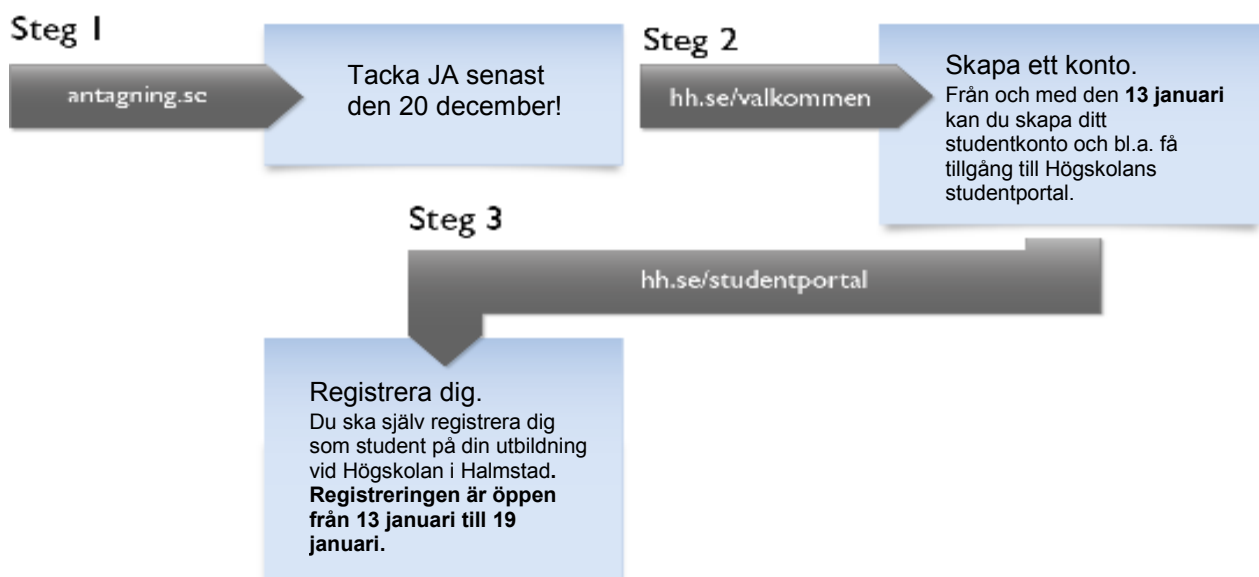 Steg 1
antagning.se
Tacka JA senast
den 20 december!
Steg 2
hh.se/valkommen
Skapa ett konto.
Från och med den 13 januari
kan du skapa ditt
studentkonto och bl.a. få
tillgång till Högskolans
studentportal.
Steg 3
hh.se/studentportal
Registrera dig.
Du ska själv registrera dig
som student på din utbildning
vid Högskolan i Halmstad.
Registreringen är öppen
från 13 januari till 19
januari.